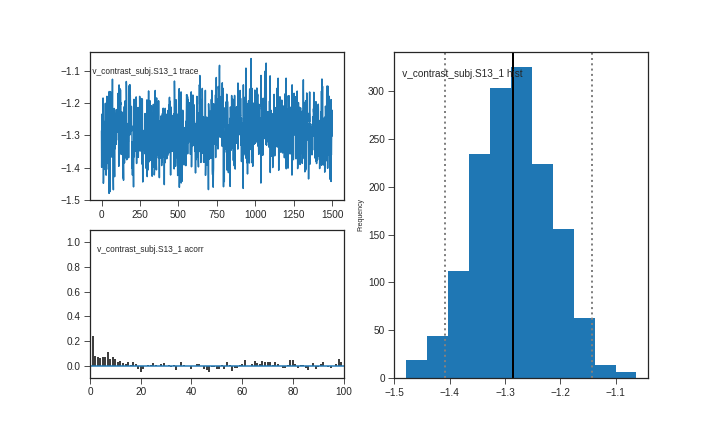 v_contrast_subj.S13_1 trace
−1.1
−1.2
−1.3
−1.4
−1.5
0 250 500 750 1000 1250 1500
v_contrast_subj.S13_1 acorr
1.0
0.8
0.6
0.4
0.2
0.0
0 20 40 60 80 100
v_contrast_subj.S13_1 hist
Frequency
300
250
200
150
100
50
0
−1.5 −1.4 −1.3 −1.2 −1.1